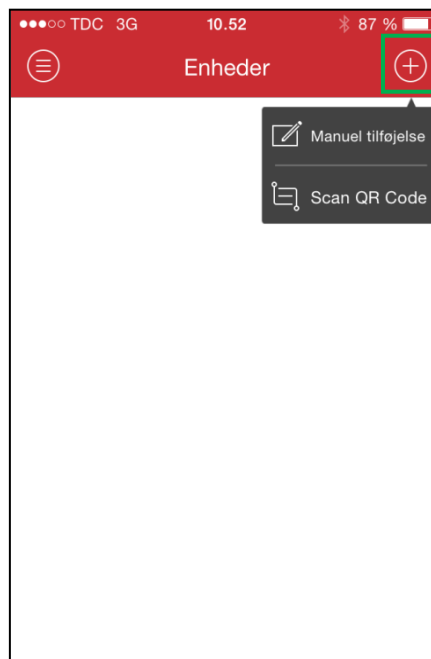 TDC 3G 10.52 87 %
Enheder
Manuel tilføjelse
Scan QR Code